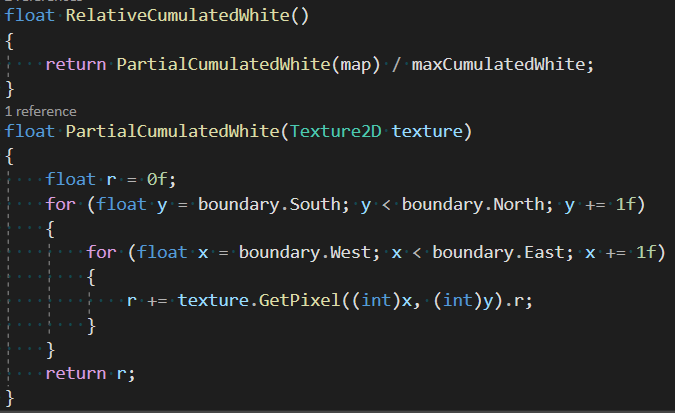 float RelativeCumulatedWhite()
{
    return PartialCumulatedWhite(map) / maxCumulatedWhite;
}
1 reference
float PartialCumulatedWhite(Texture2D texture)
{
    float r = 0f;
    for (float y = boundary.South; y < boundary.North; y += 1f)
    {
        for (float x = boundary.West; x < boundary.East; x += 1f)
        {
            r += texture.GetPixel((int)x, (int)y).r;
        }
    }
    return r;
}